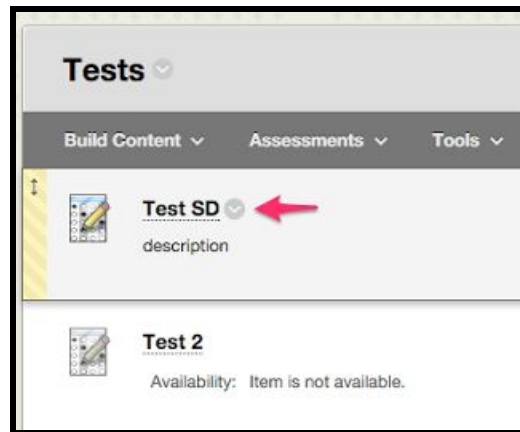 Tests
Build Content Assessments Tools
Test SD
description
Test 2
Availability: Item is not available.